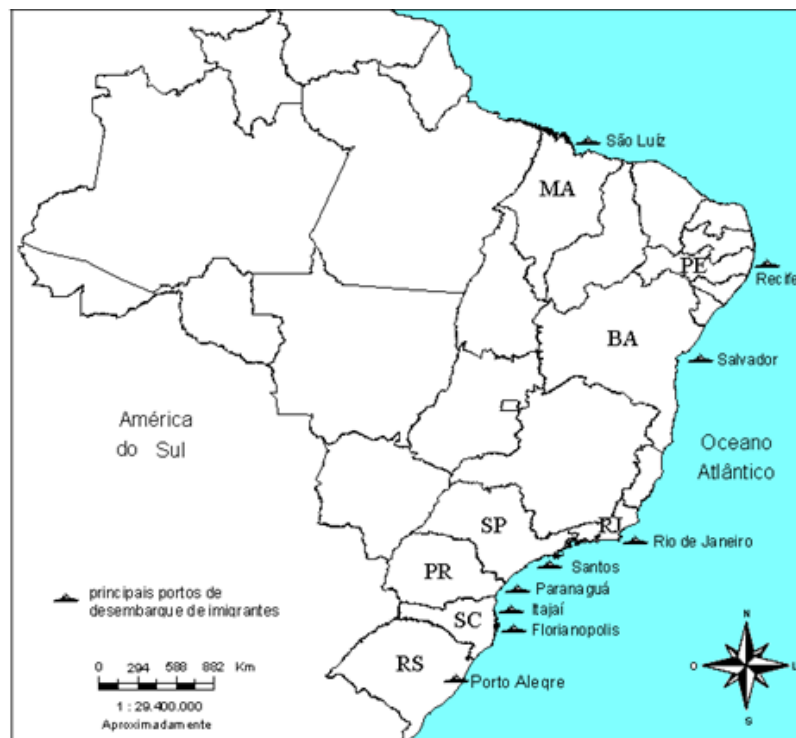 São Luíz
MA
PE
Recife
BA
Salvador
América
do Sul
Oceano
Atlântico
SP
RJ
Rio de Janeiro
Santos
PR
Paranaguá
principais portos de
desembarque de imigrantes
Itajaí
SC
Florianopolis
RS
Porto Alegre
N
O
L
S
0 294 588 882 Km
1 : 29.400.000
Aproximadamente